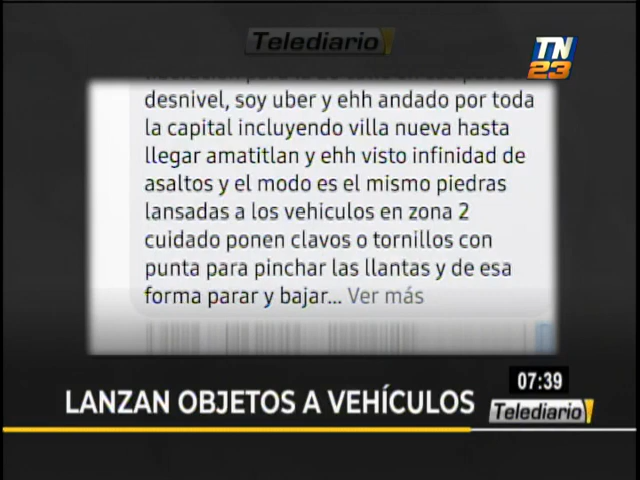 Telediario
TN
23
desnivel, soy uber y ehh andado por toda
la capital incluyendo villa nueva hasta
llegar amatitlan y ehh visto infinidad de
asaltos y el modo es el mismo piedras
lansadas a los vehiculos en zona 2
cuidado ponen clavos o tornillos con
punta para pinchar las llantas y de esa
forma parar y bajar... Ver más
07:39
LANZAN OBJETOS A VEHÍCULOS
Telediario